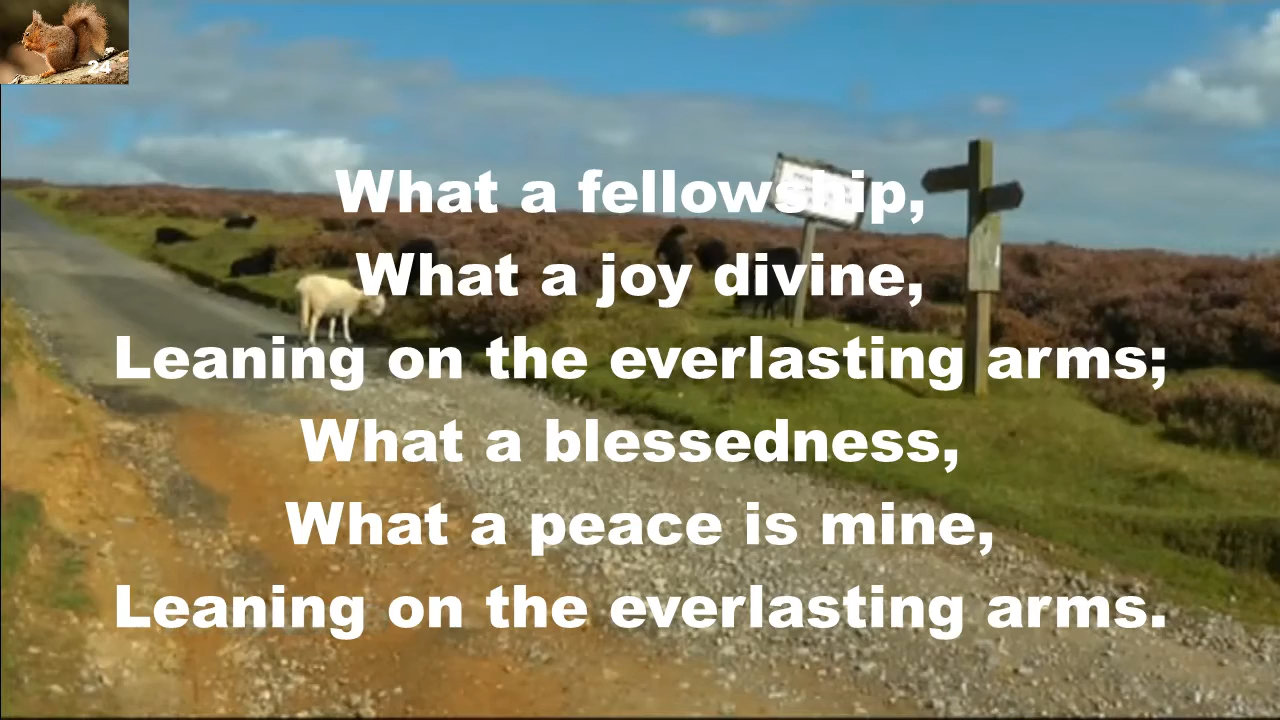 24
What a fellowship,
What a joy divine,
Leaning on the everlasting arms;
What a blessedness,
What a peace is mine,
Leaning on the everlasting arms.